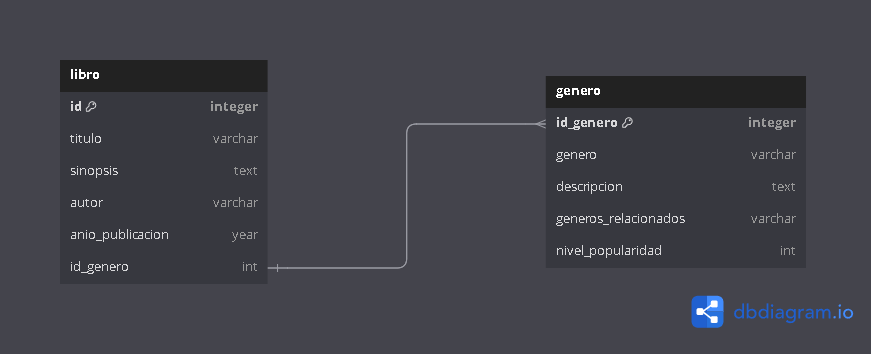 libro
id integer
titulo varchar
sinopsis text
autor varchar
anio_publicacion year
id_genero int
genero
id_genero integer
genero varchar
descripcion text
generos_relacionados varchar
nivel_popularidad int
dbdiagram.io